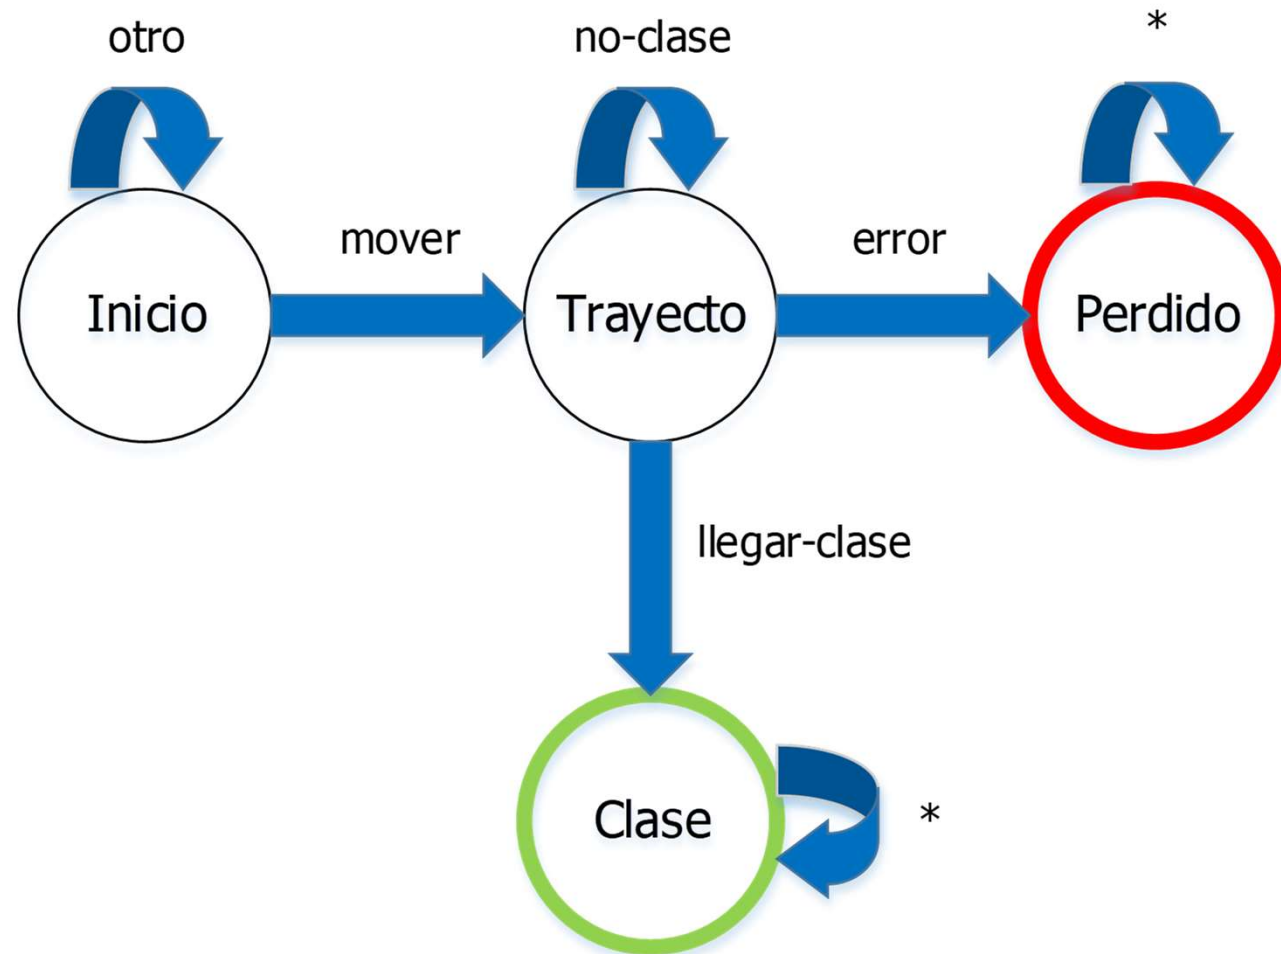 otro
no-clase
*
mover
error
Inicio
Trayecto
Perdido
llegar-clase
Clase
*